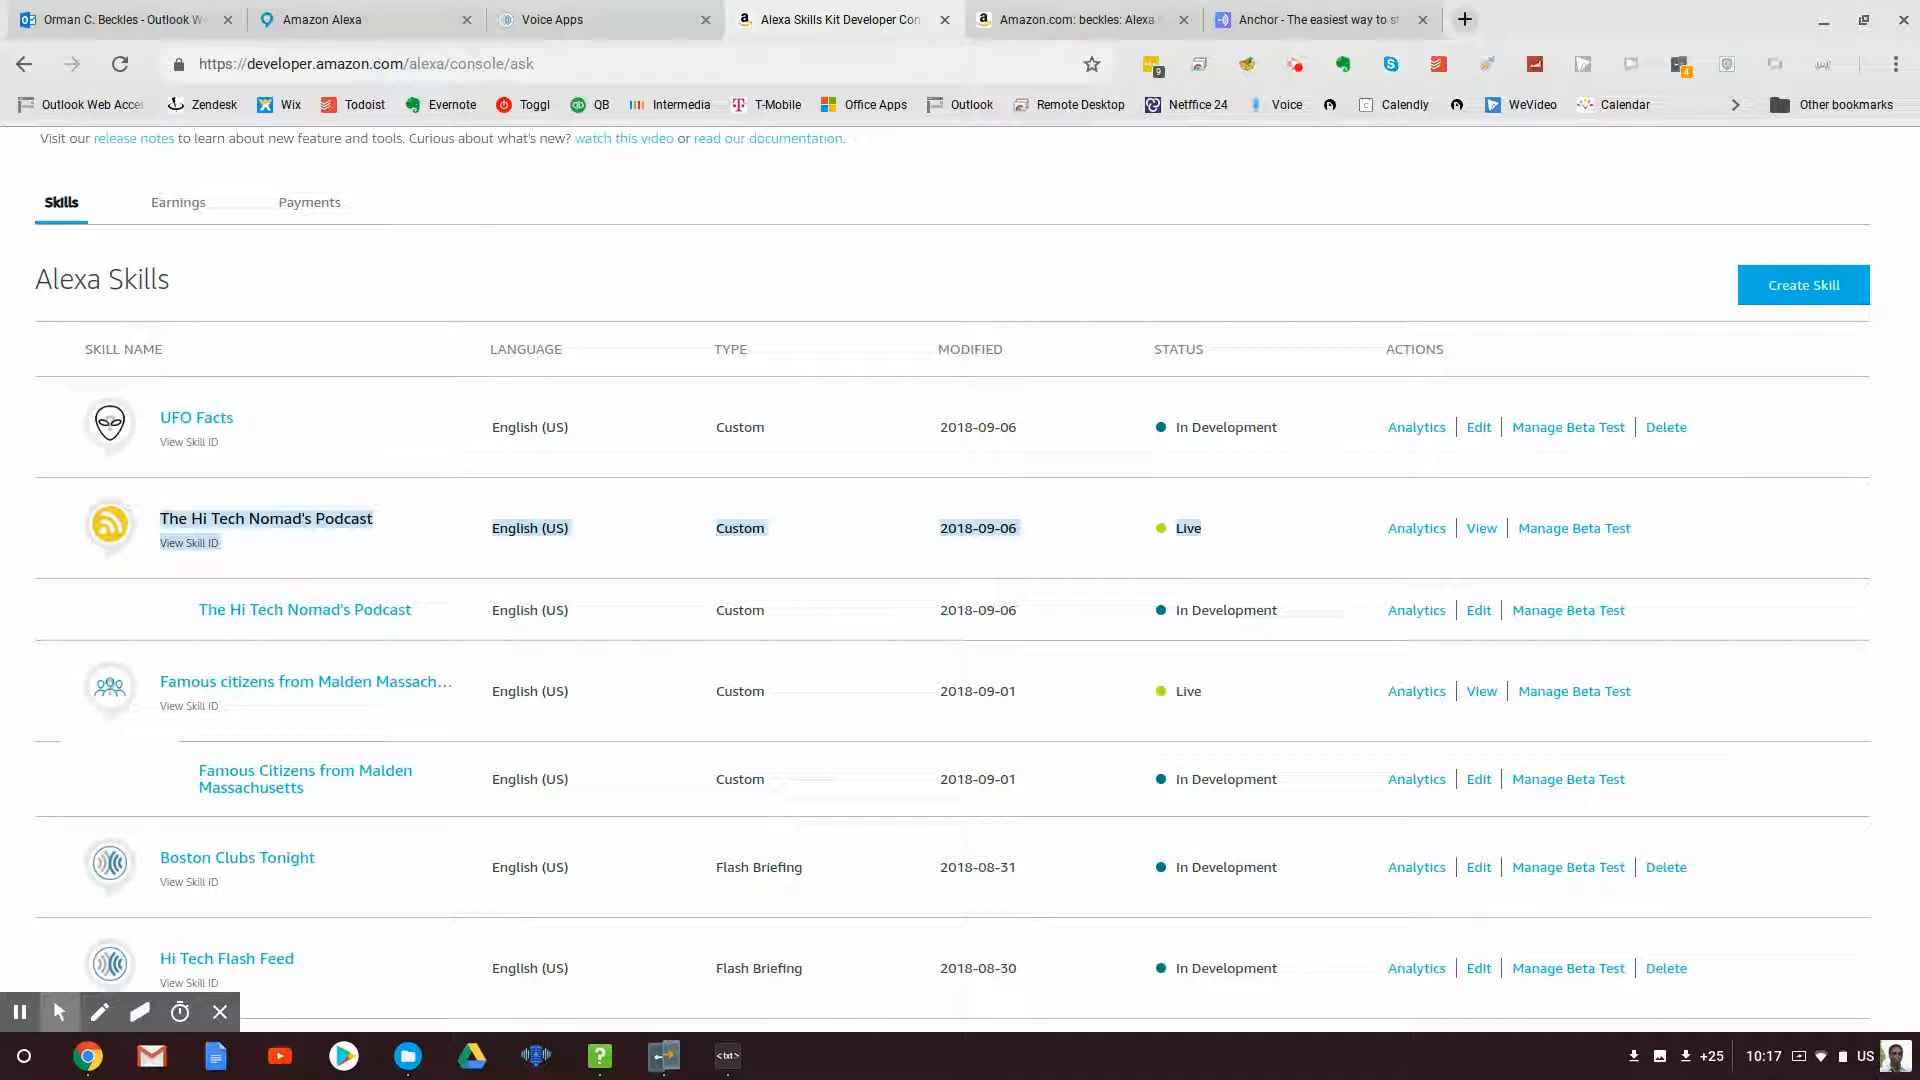 Orman C. Beckles - Outlook W
Amazon Alexa
Voice Apps
Alexa Skills Kit Developer Con
Amazon.com: beckles: Alexa
Anchor - The easiest way to st
https://developer.amazon.com/alexa/console/ask
9
4
Outlook Web Acces
Zendesk
Wix
Todoist
Evernote
Toggl
QB
Intermedia
T-Mobile
Office Apps
Outlook
Remote Desktop
Netffice 24
Voice
Calendly
WeVideo
Calendar
Other bookmarks
Visit our release notes to learn about new feature and tools. Curious about what's new? watch this video or read our documentation.
Skills Earnings Payments
Alexa Skills
Create Skill
SKILL NAME LANGUAGE TYPE MODIFIED STATUS ACTIONS
UFO Facts
View Skill ID
English (US) Custom 2018-09-06 In Development Analytics Edit Manage Beta Test Delete
The Hi Tech Nomad's Podcast
View Skill ID
English (US) Custom 2018-09-06 Live Analytics View Manage Beta Test
The Hi Tech Nomad's Podcast English (US) Custom 2018-09-06 In Development Analytics Edit Manage Beta Test
Famous citizens from Malden Massach...
View Skill ID
English (US) Custom 2018-09-01 Live Analytics View Manage Beta Test
Famous Citizens from Malden
Massachusetts
English (US) Custom 2018-09-01 In Development Analytics Edit Manage Beta Test
Boston Clubs Tonight
View Skill ID
English (US) Flash Briefing 2018-08-31 In Development Analytics Edit Manage Beta Test Delete
Hi Tech Flash Feed
View Skill ID
English (US) Flash Briefing 2018-08-30 In Development Analytics Edit Manage Beta Test Delete
<txt>
+25 10:17 US